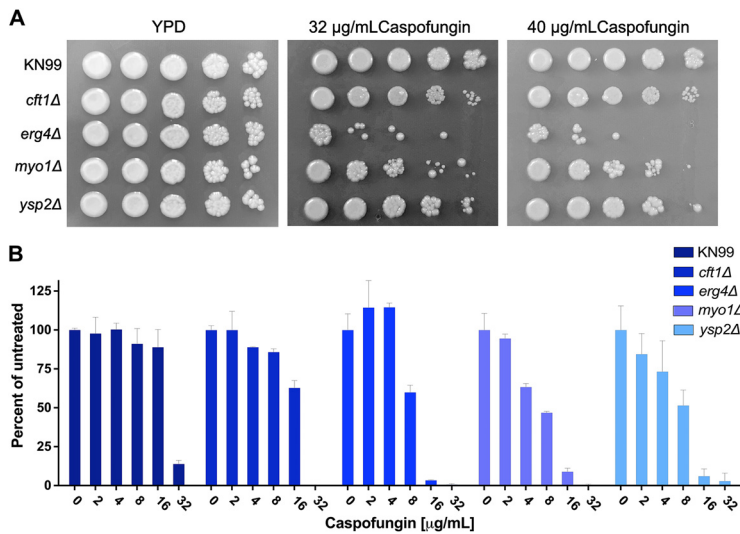 A
YPD
32 µg/mLCaspofungin
40 µg/mLCaspofungin
KN99
cft1Δ
erg4Δ
myo1Δ
ysp2Δ
B
KN99
cft1Δ
erg4Δ
myo1Δ
ysp2Δ
Percent of untreated
125
100
75
50
25
0
0 2 4 8 16 32 0 2 4 8 16 32 0 2 4 8 16 32 0 2 4 8 16 32 0 2 4 8 16 32
Caspofungin [µg/mL]